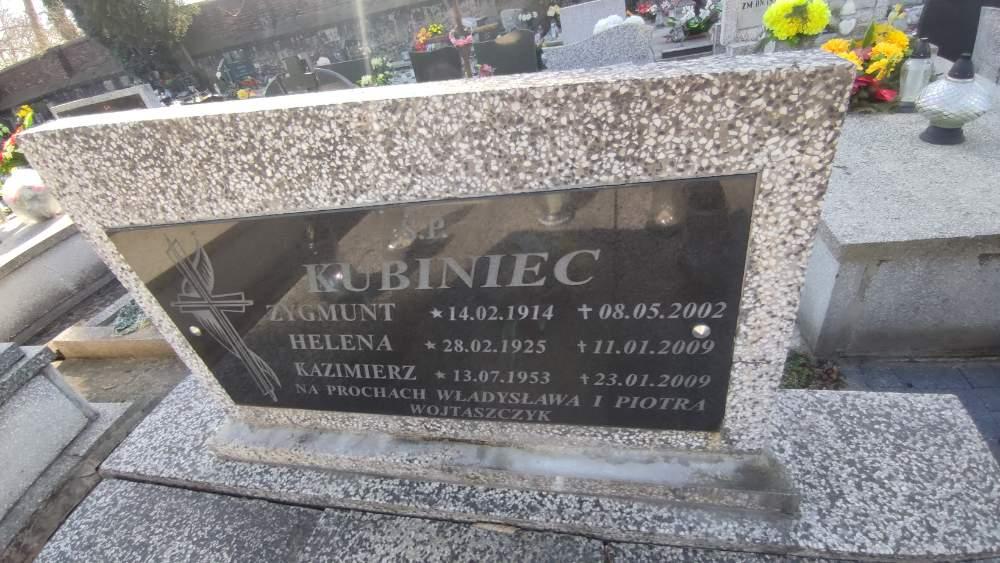 Ś.P.
KUBINIEC
ZYGMUNT ★ 14.02.1914 ✝ 08.05.2002
HELENA ★ 28.02.1925 ✝ 11.01.2009
KAZIMIERZ ★ 13.07.1953 ✝ 23.01.2009
NA PROCHACH WŁADYSŁAWA I PIOTRA
WOJTASZCZYK